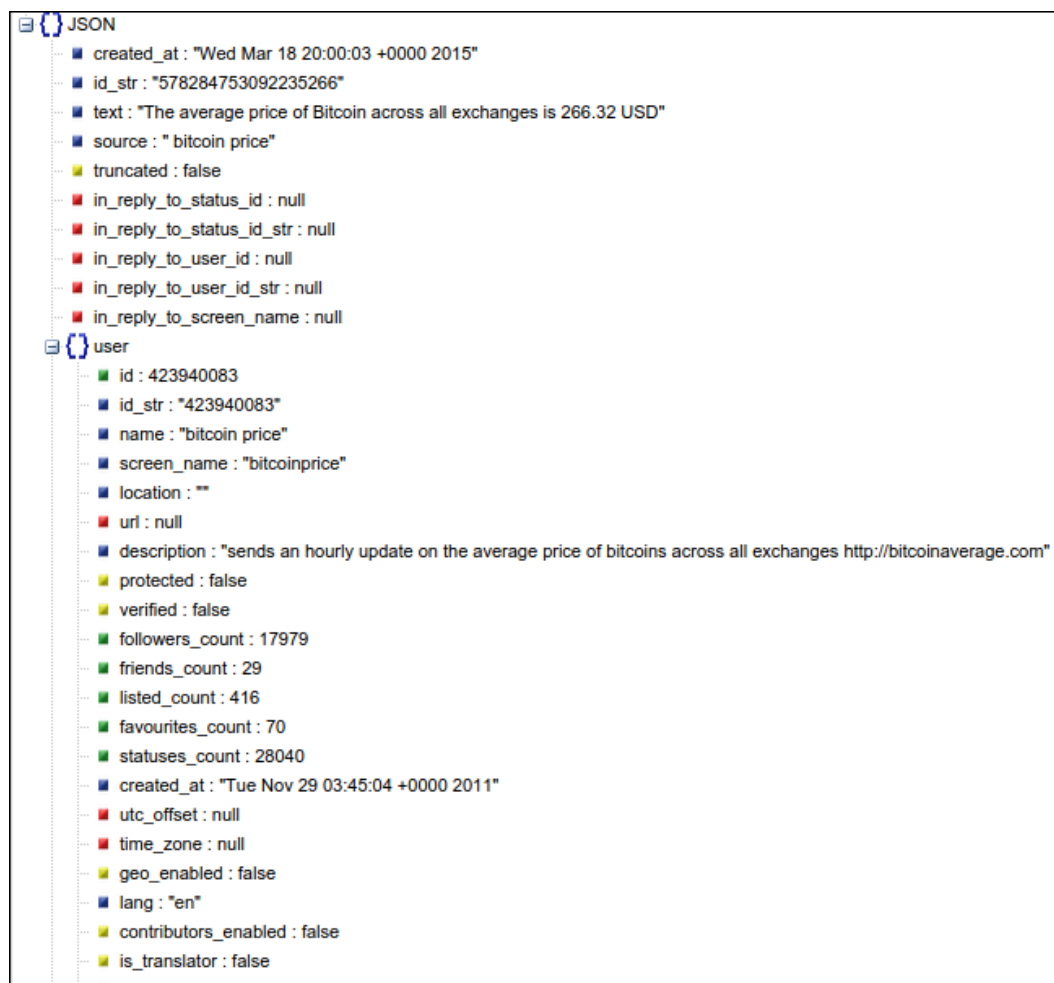 JSON
created_at : "Wed Mar 18 20:00:03 +0000 2015"
id_str : "578284753092235266"
text : "The average price of Bitcoin across all exchanges is 266.32 USD"
source : " bitcoin price"
truncated : false
in_reply_to_status_id : null
in_reply_to_status_id_str : null
in_reply_to_user_id : null
in_reply_to_user_id_str : null
in_reply_to_screen_name : null
user
id : 423940083
id_str : "423940083"
name : "bitcoin price"
screen_name : "bitcoinprice"
location : ""
url : null
description : "sends an hourly update on the average price of bitcoins across all exchanges http://bitcoinaverage.com"
protected : false
verified : false
followers_count : 17979
friends_count : 29
listed_count : 416
favourites_count : 70
statuses_count : 28040
created_at : "Tue Nov 29 03:45:04 +0000 2011"
utc_offset : null
time_zone : null
geo_enabled : false
lang : "en"
contributors_enabled : false
is_translator : false